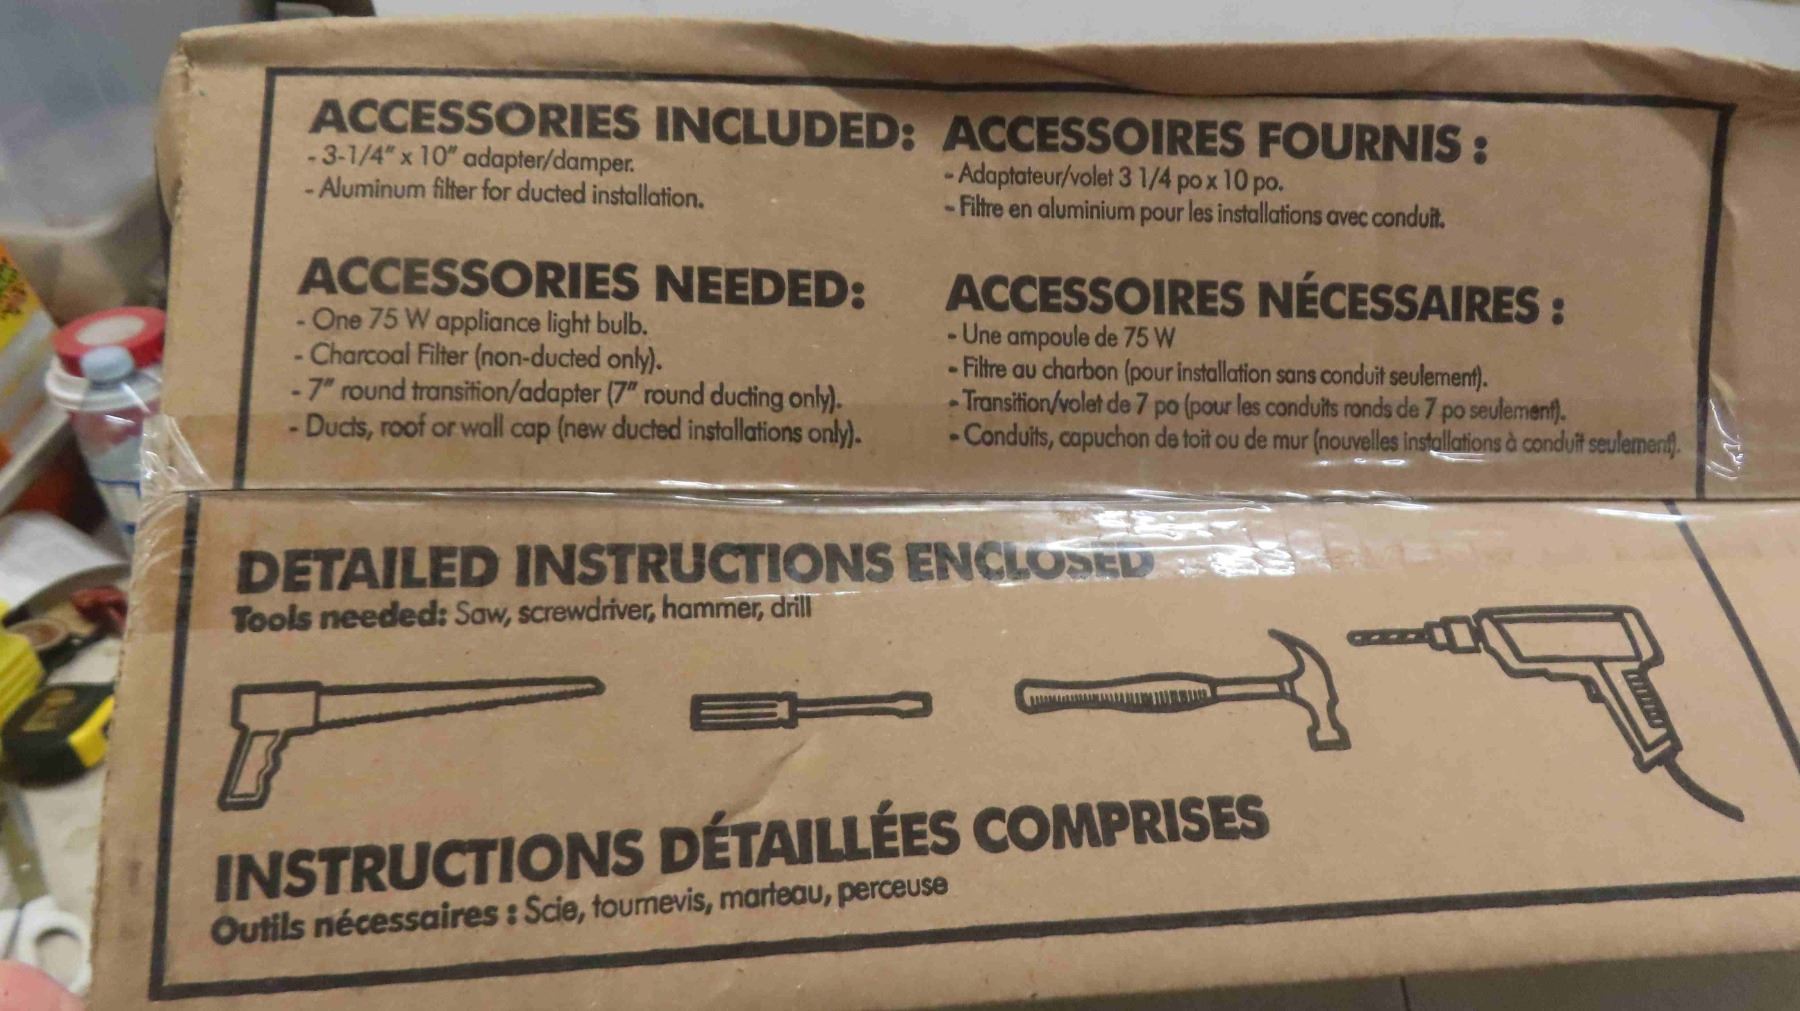 ACCESSORIES INCLUDED:
- 3-1/4" x 10" adapter/damper.
- Aluminum filter for ducted installation.
ACCESSOIRES FOURNIS :
- Adaptateur/volet 3 1/4 po x 10 po.
- Filtre en aluminium pour les installations avec conduit.
ACCESSORIES NEEDED:
- One 75 W appliance light bulb.
- Charcoal Filter (non-ducted only).
- 7" round transition/adapter (7" round ducting only).
- Ducts, roof or wall cap (new ducted installations only).
ACCESSOIRES NÉCESSAIRES :
- Une ampoule de 75 W
- Filtre au charbon (pour installation sans conduit seulement).
- Transition/volet de 7 po (pour les conduits ronds de 7 po seulement).
- Conduits, capuchon de toit ou de mur (nouvelles installations à conduit seulement).
DETAILED INSTRUCTIONS ENCLOSED
Tools needed: Saw, screwdriver, hammer, drill
INSTRUCTIONS DÉTAILLÉES COMPRISES
Outils nécessaires : Scie, tournevis, marteau, perceuse